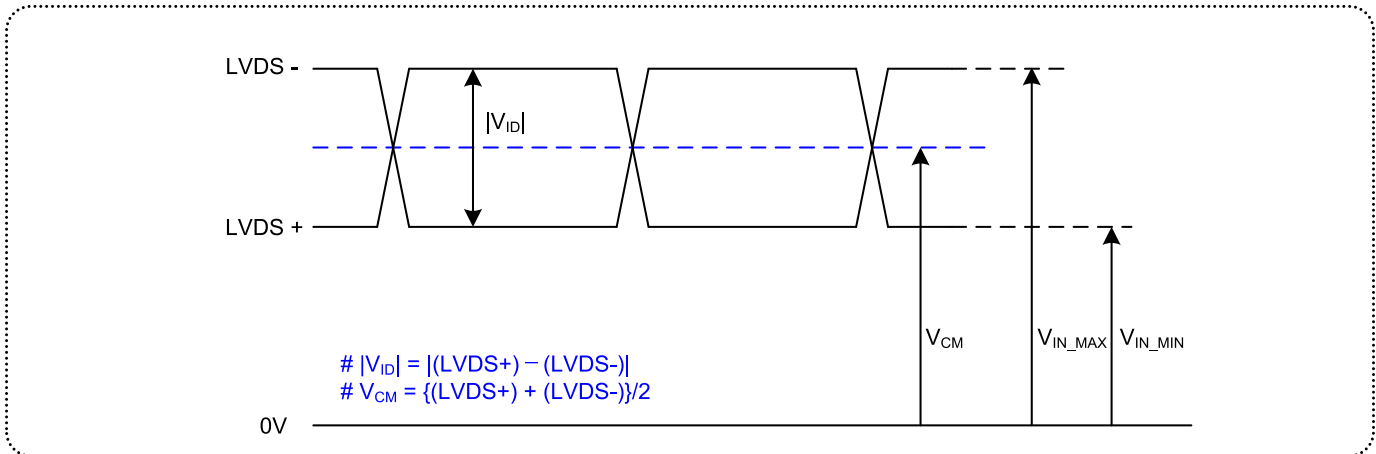 LVDS -
|VID|
LVDS +
VCM
VIN_MAX
VIN_MIN
# |VID| = |(LVDS+) − (LVDS-)|
# VCM = {(LVDS+) + (LVDS-)}/2
0V